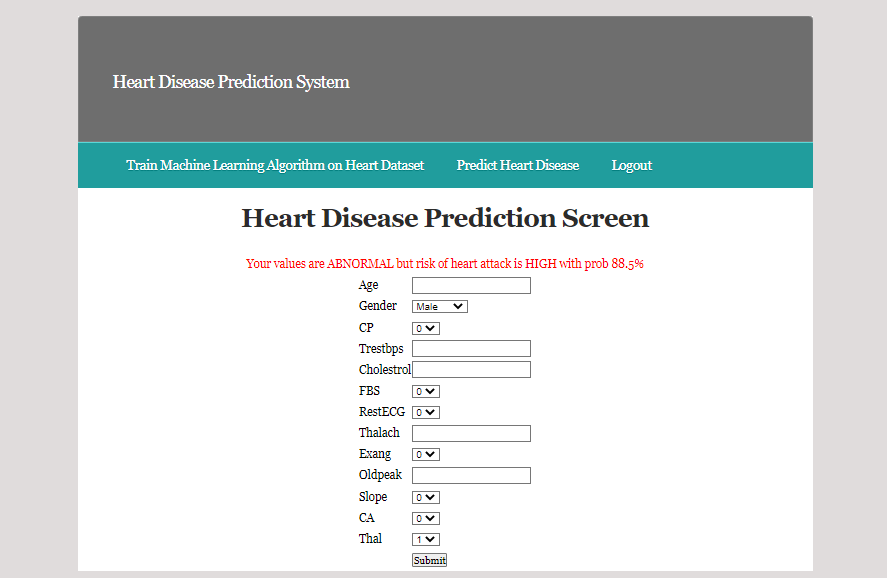 Heart Disease Prediction System
Train Machine Learning Algorithm on Heart Dataset Predict Heart Disease Logout
Heart Disease Prediction Screen
Your values are ABNORMAL but risk of heart attack is HIGH with prob 88.5%
Age
Gender Male
CP 0
Trestbps
Cholestrol
FBS 0
RestECG 0
Thalach
Exang 0
Oldpeak
Slope 0
CA 0
Thal 1
Submit